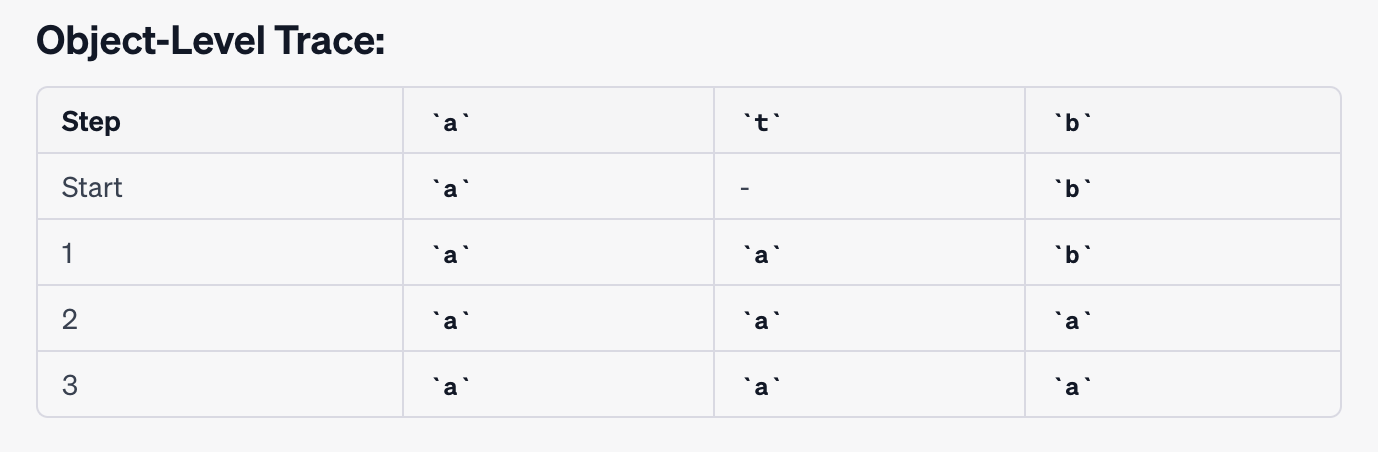 Object-Level Trace:
Step `a` `t` `b`
Start `a` - `b`
1 `a` `a` `b`
2 `a` `a` `a`
3 `a` `a` `a`